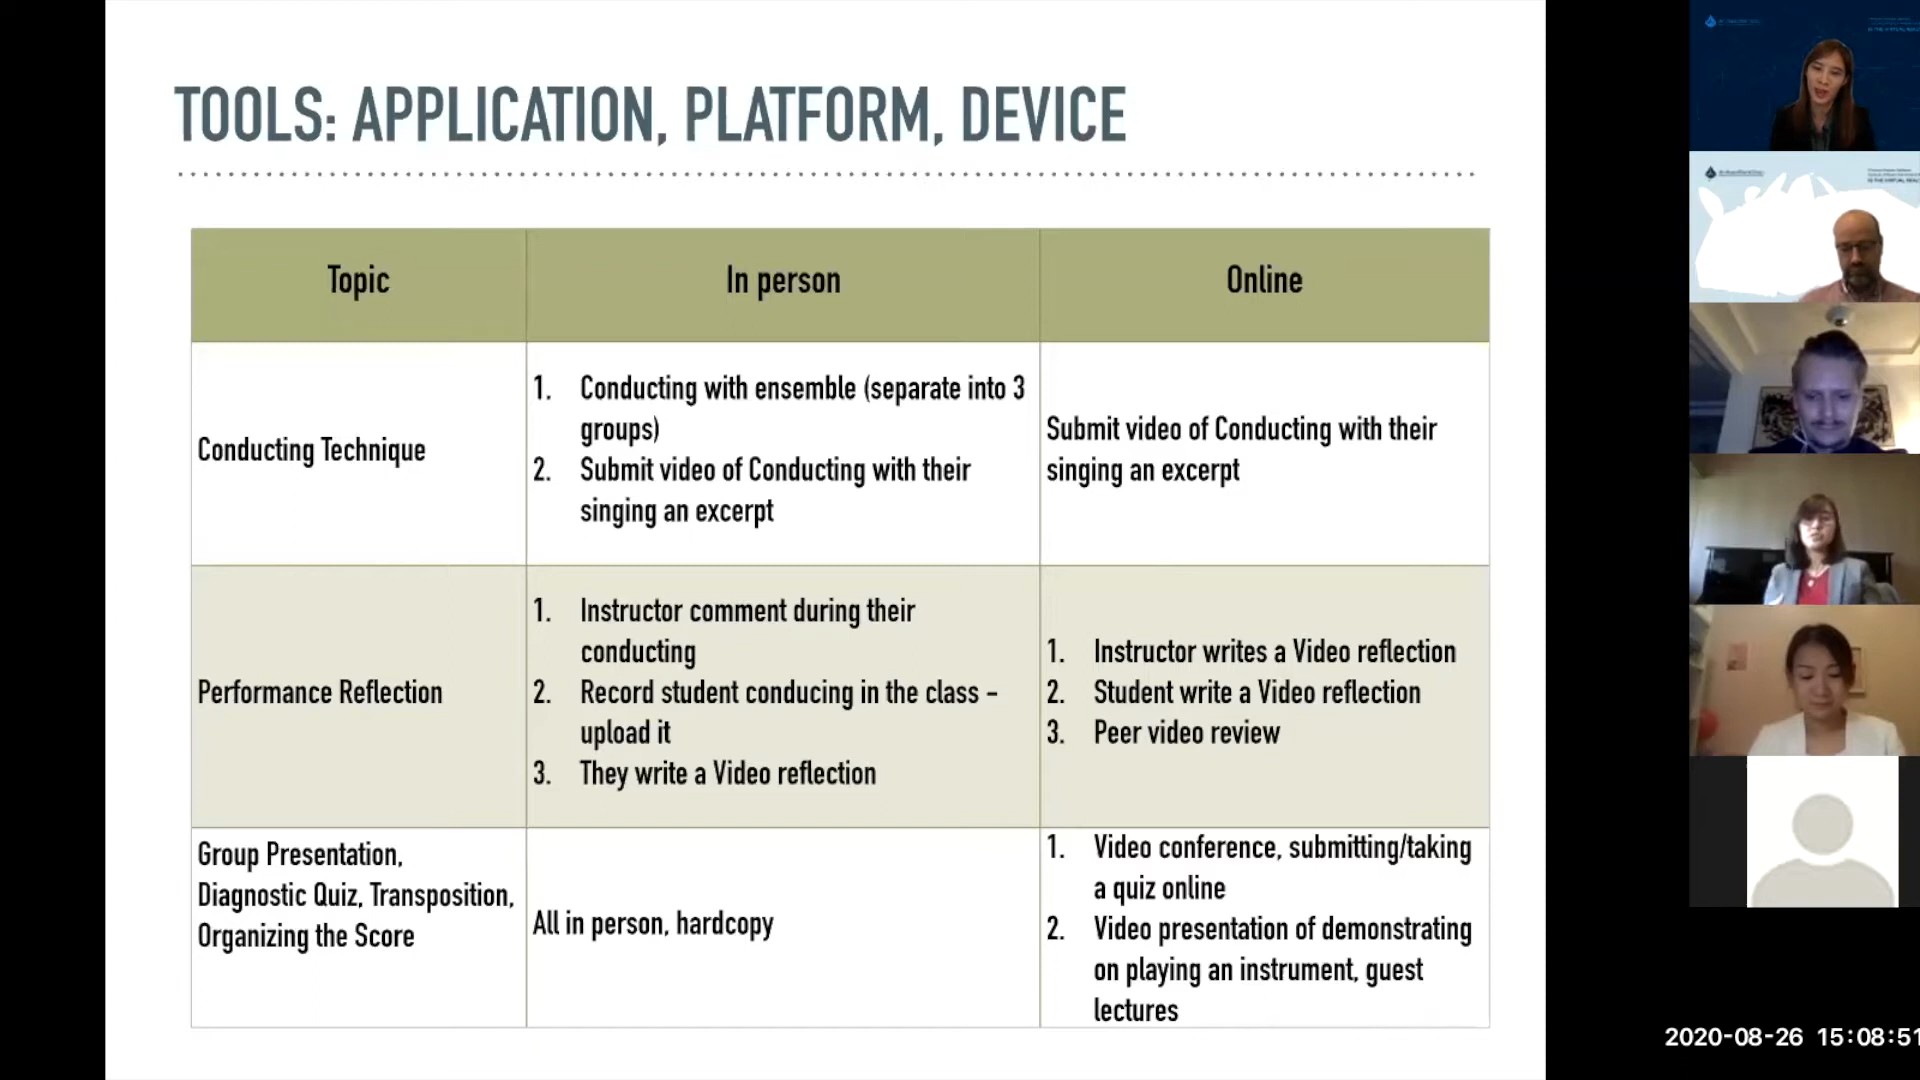 TOOLS: APPLICATION, PLATFORM, DEVICE
Topic
In person
Online
Conducting Technique
1. Conducting with ensemble (separate into 3
groups)
2. Submit video of Conducting with their
singing an excerpt
Submit video of Conducting with their
singing an excerpt
Performance Reflection
1. Instructor comment during their
conducting
2. Record student conducing in the class –
upload it
3. They write a Video reflection
1. Instructor writes a Video reflection
2. Student write a Video reflection
3. Peer video review
Group Presentation,
Diagnostic Quiz, Transposition,
Organizing the Score
All in person, hardcopy
1. Video conference, submitting/taking
a quiz online
2. Video presentation of demonstrating
on playing an instrument, guest
lectures
2020-08-26 15:08:51